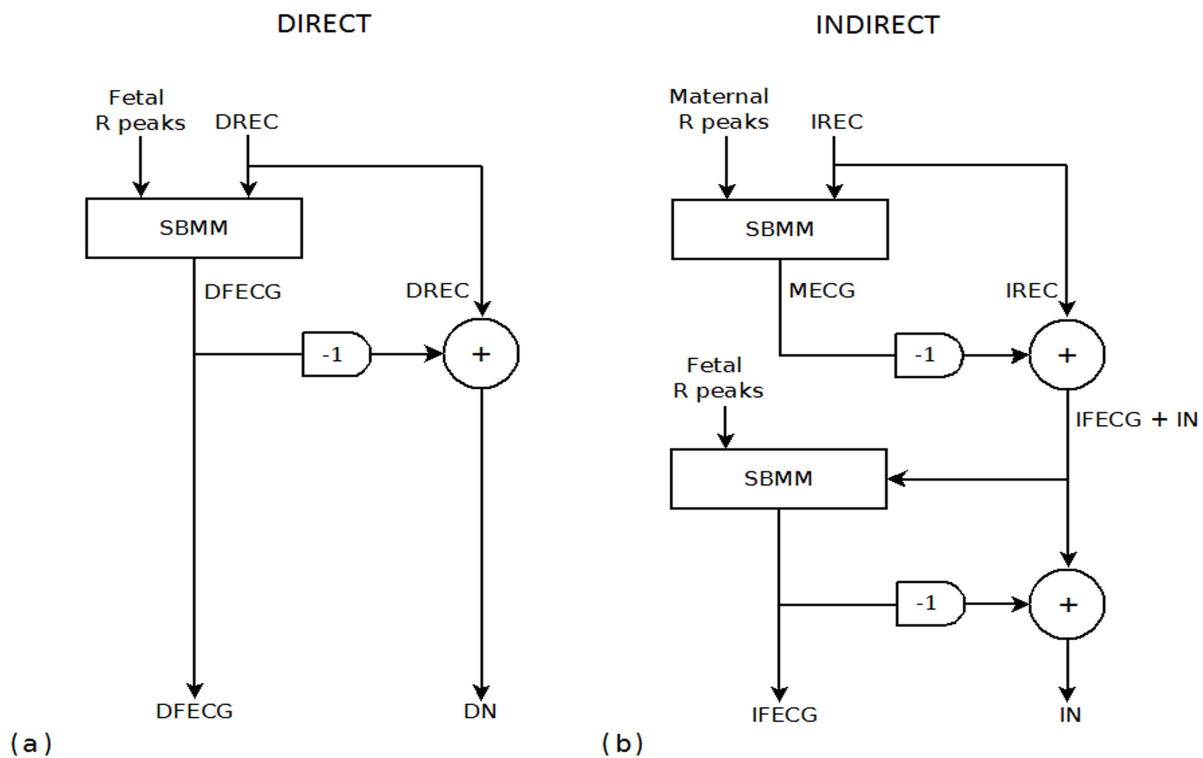 DIRECT
Fetal
R peaks
DREC
SBMM
DFECG
DREC
-1
+
DFECG
DN
(a)
INDIRECT
Maternal
R peaks
IREC
SBMM
MECG
IREC
-1
+
Fetal
R peaks
IFECG + IN
SBMM
-1
+
IFECG
IN
(b)